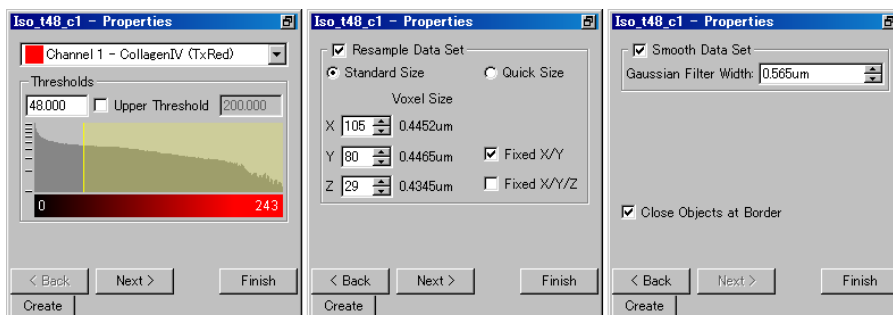 Iso_t48_c1 - Properties
Channel 1 - CollagenIV (TxRed)
Thresholds
48.000 Upper Threshold 200.000
0 243
< Back Next > Finish
Create
Iso_t48_c1 - Properties
Resample Data Set
Standard Size Quick Size
Voxel Size
X 105 0.4452um
Y 80 0.4465um Fixed X/Y
Z 29 0.4345um Fixed X/Y/Z
< Back Next > Finish
Create
Iso_t48_c1 - Properties
Smooth Data Set
Gaussian Filter Width: 0.565um
Close Objects at Border
< Back Next > Finish
Create